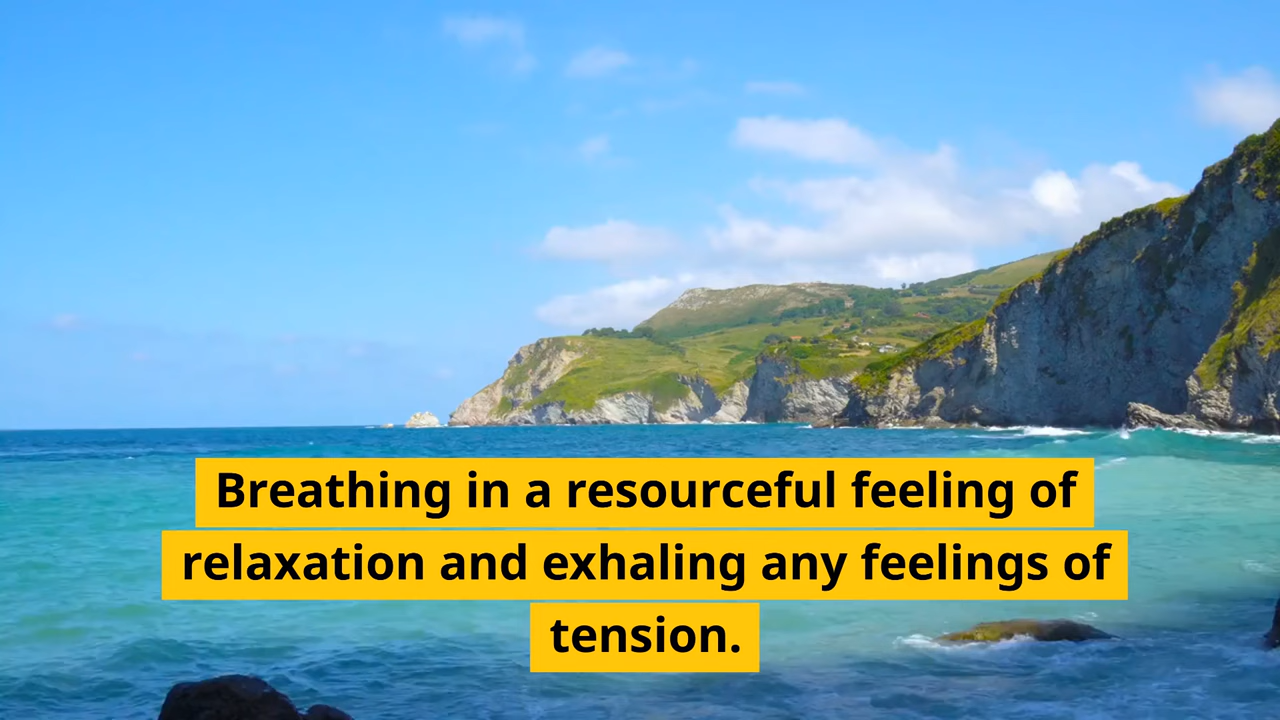 Breathing in a resourceful feeling of
relaxation and exhaling any feelings of
tension.